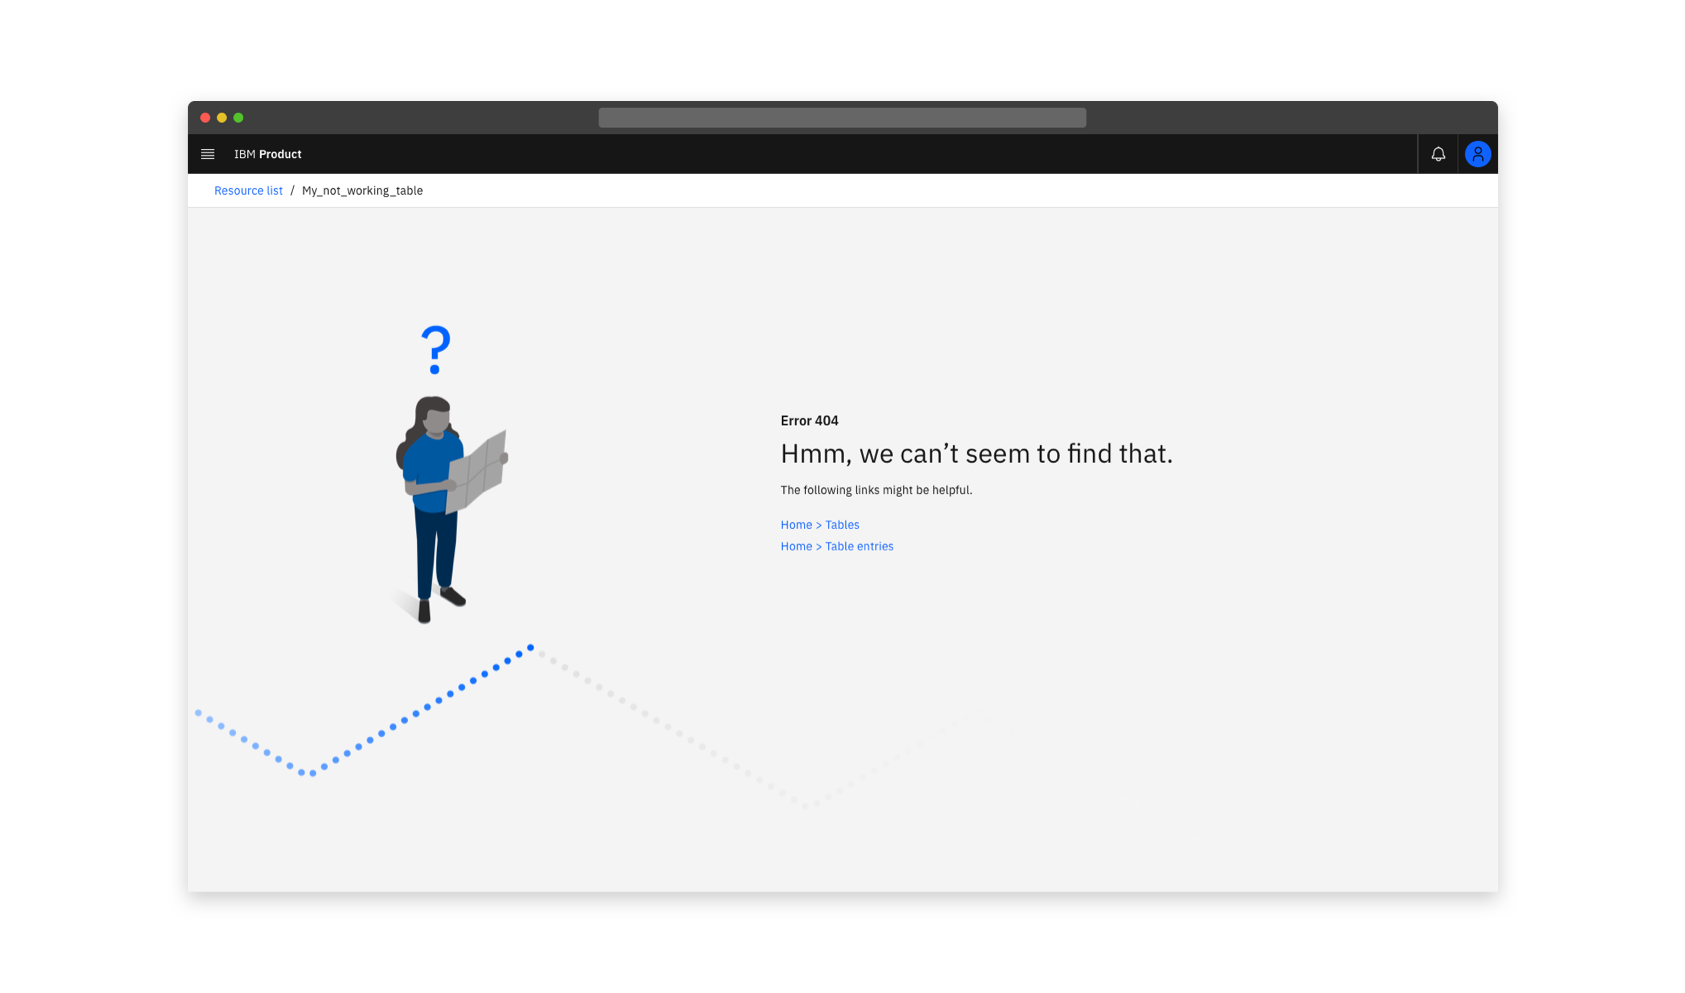 IBM Product
Resource list / My_not_working_table
?
Error 404
Hmm, we can’t seem to find that.
The following links might be helpful.
Home > Tables
Home > Table entries